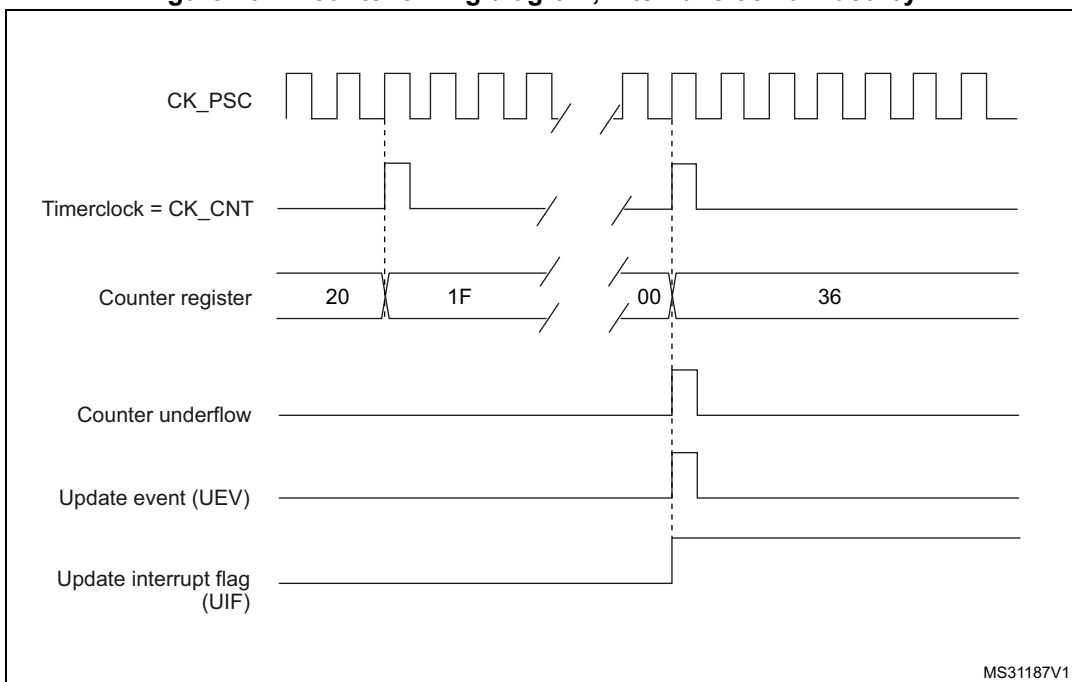 CK_PSC
Timerclock = CK_CNT
Counter register
20
1F
00
36
Counter underflow
Update event (UEV)
Update interrupt flag
(UIF)
MS31187V1